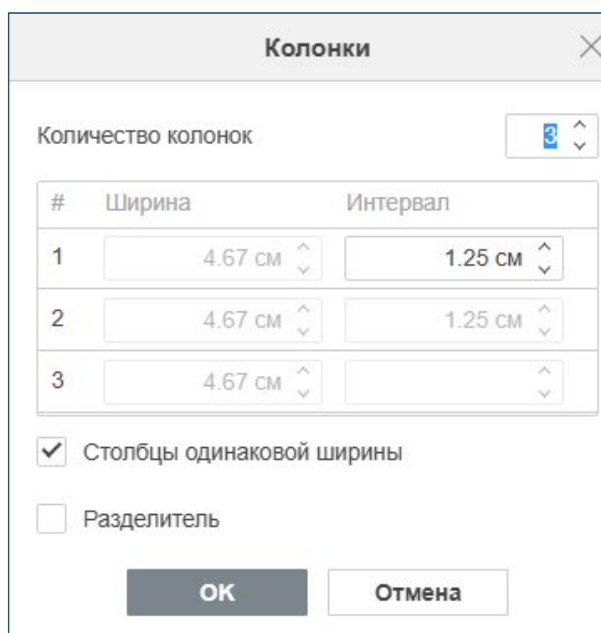 Колонки
Количество колонок 3
# Ширина Интервал
1 4.67 см 1.25 см
2 4.67 см 1.25 см
3 4.67 см
Столбцы одинаковой ширины
Разделитель
ОК Отмена